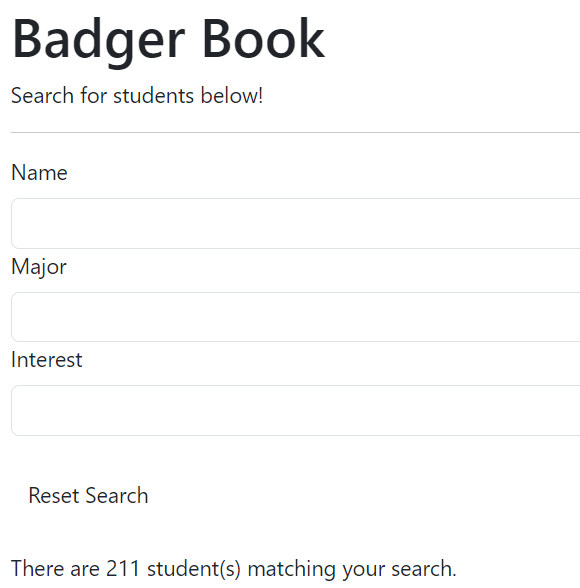 Badger Book
Search for students below!
Name
Major
Interest
Reset Search
There are 211 student(s) matching your search.